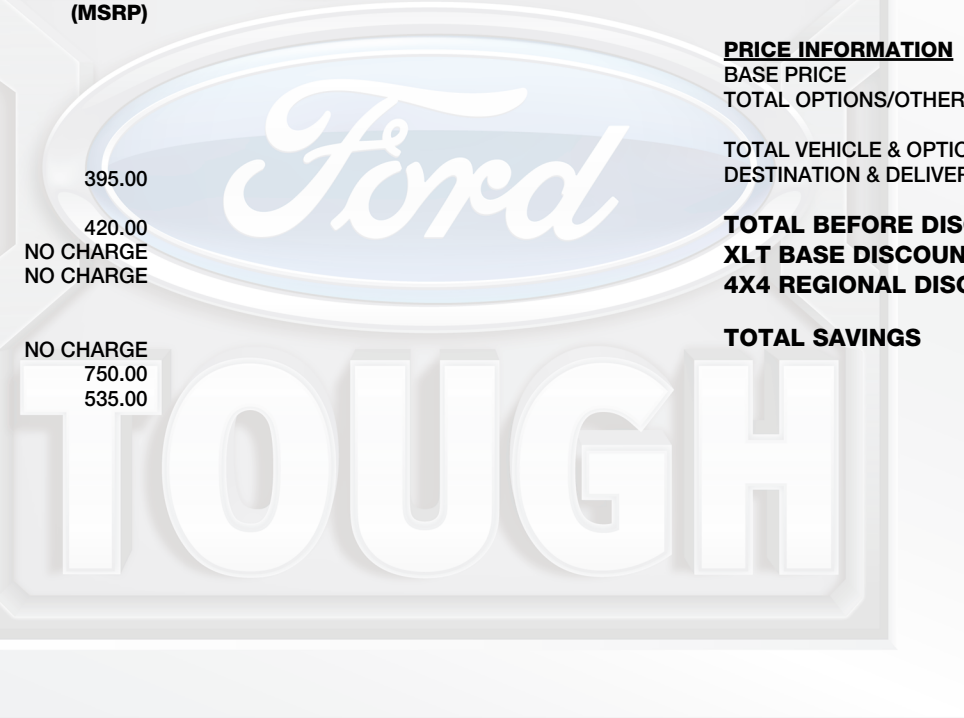 (MSRP)
395.00
420.00
NO CHARGE
NO CHARGE
NO CHARGE
750.00
535.00
PRICE INFORMATION
BASE PRICE
TOTAL OPTIONS/OTHER
TOTAL VEHICLE & OPTIO
DESTINATION & DELIVER
TOTAL BEFORE DIS
XLT BASE DISCOUN
4X4 REGIONAL DISC
TOTAL SAVINGS
Ford
TOUGH